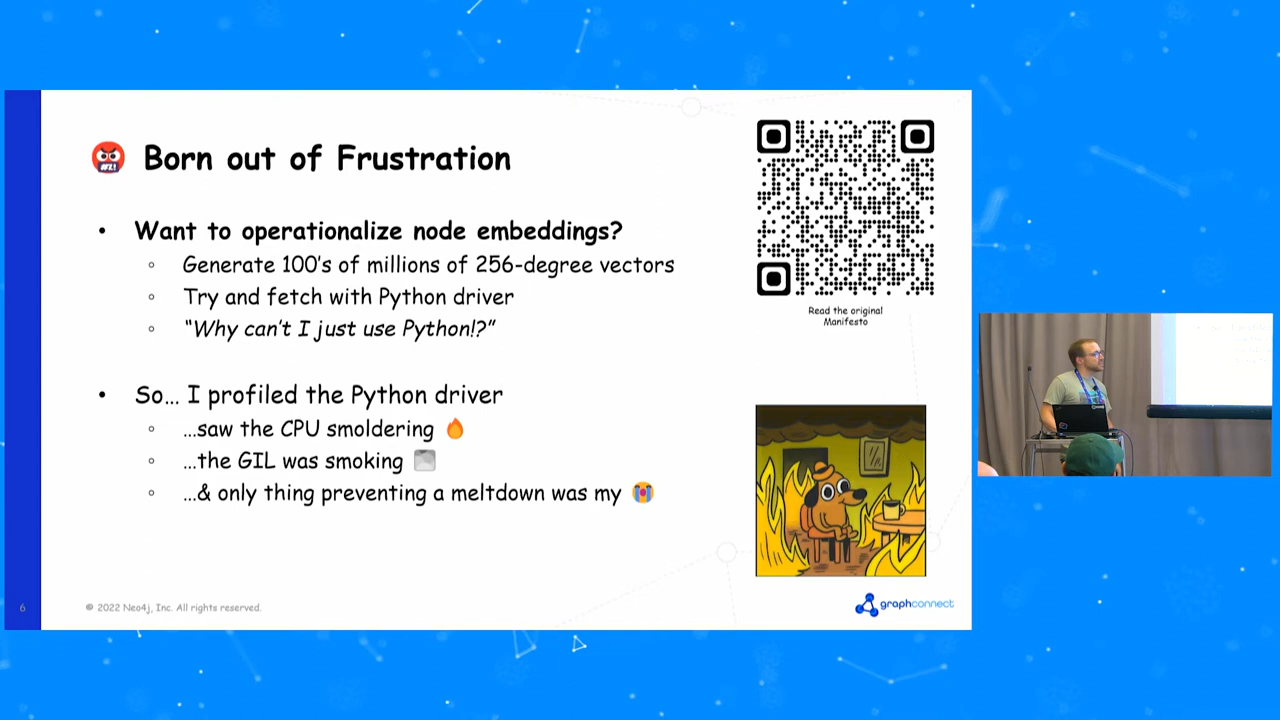 Born out of Frustration
• Want to operationalize node embeddings?
◦ Generate 100's of millions of 256-degree vectors
◦ Try and fetch with Python driver
◦ “Why can't I just use Python!?”
• So… I profiled the Python driver
◦ …saw the CPU smoldering 🔥
◦ …the GIL was smoking
◦ …& only thing preventing a meltdown was my 😭
Read the original
Manifesto
6
© 2022 Neo4j, Inc. All rights reserved.
graphconnect